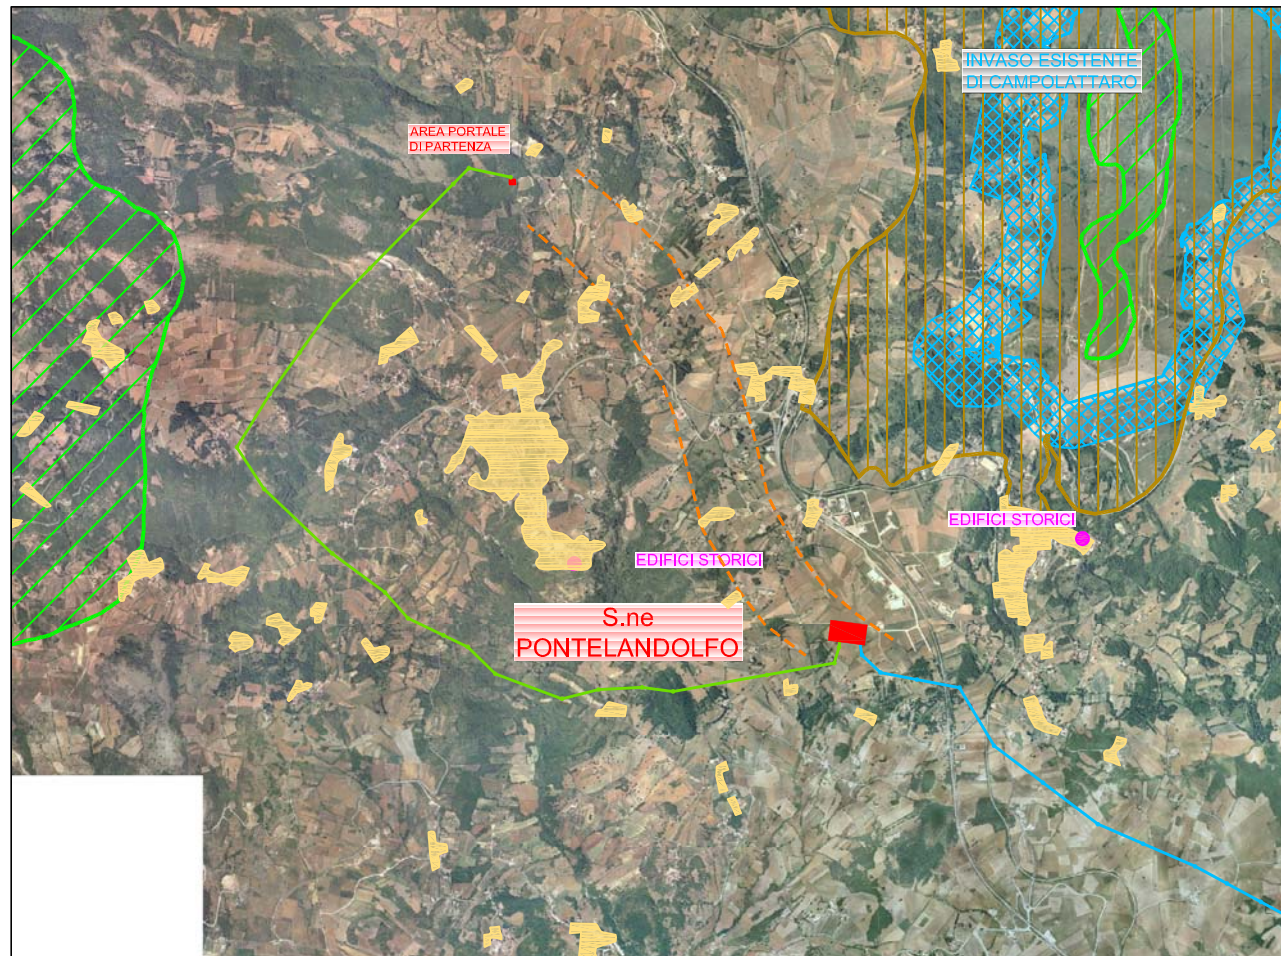 INVASO ESISTENTE
DI CAMPOLATTARO
AREA PORTALE
DI PARTENZA
EDIFICI STORICI
EDIFICI STORICI
S.ne
PONTELANDOLFO